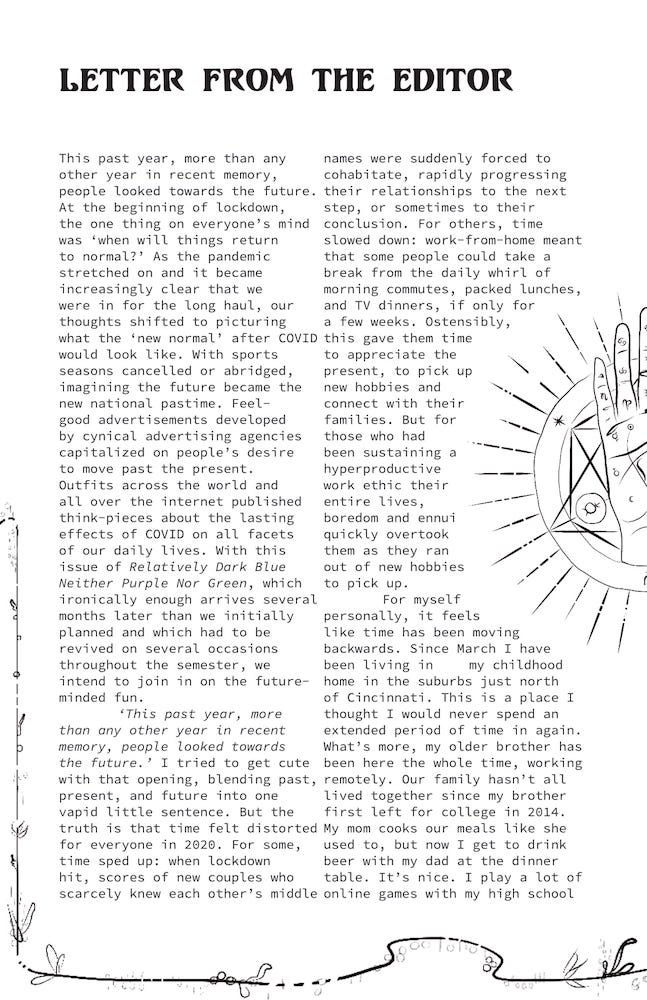 LETTER FROM THE EDITOR
This past year, more than any
other year in recent memory,
people looked towards the future.
At the beginning of lockdown,
the one thing on everyone’s mind
was ‘when will things return
to normal?’ As the pandemic
stretched on and it became
increasingly clear that we
were in for the long haul, our
thoughts shifted to picturing
what the ‘new normal’ after COVID
would look like. With sports
seasons cancelled or abridged,
imagining the future became the
new national pastime. Feel-
good advertisements developed
by cynical advertising agencies
capitalized on people’s desire
to move past the present.
Outfits across the world and
all over the internet published
think-pieces about the lasting
effects of COVID on all facets
of our daily lives. With this
issue of Relatively Dark Blue
Neither Purple Nor Green, which
ironically enough arrives several
months later than we initially
planned and which had to be
revived on several occasions
throughout the semester, we
intend to join in on the future-
minded fun.
‘This past year, more
than any other year in recent
memory, people looked towards
the future.’ I tried to get cute
with that opening, blending past,
present, and future into one
vapid little sentence. But the
truth is that time felt distorted
for everyone in 2020. For some,
time sped up: when lockdown
hit, scores of new couples who
scarcely knew each other’s middle
names were suddenly forced to
cohabitate, rapidly progressing
their relationships to the next
step, or sometimes to their
conclusion. For others, time
slowed down: work-from-home meant
that some people could take a
break from the daily whirl of
morning commutes, packed lunches,
and TV dinners, if only for
a few weeks. Ostensibly,
this gave them time
to appreciate the
present, to pick up
new hobbies and
connect with their
families. But for
those who had
been sustaining a
hyperproductive
work ethic their
entire lives,
boredom and ennui
quickly overtook
them as they ran
out of new hobbies
to pick up.
For myself
personally, it feels
like time has been moving
backwards. Since March I have
been living in my childhood
home in the suburbs just north
of Cincinnati. This is a place I
thought I would never spend an
extended period of time in again.
What’s more, my older brother has
been here the whole time, working
remotely. Our family hasn’t all
lived together since my brother
first left for college in 2014.
My mom cooks our meals like she
used to, but now I get to drink
beer with my dad at the dinner
table. It’s nice. I play a lot of
online games with my high school